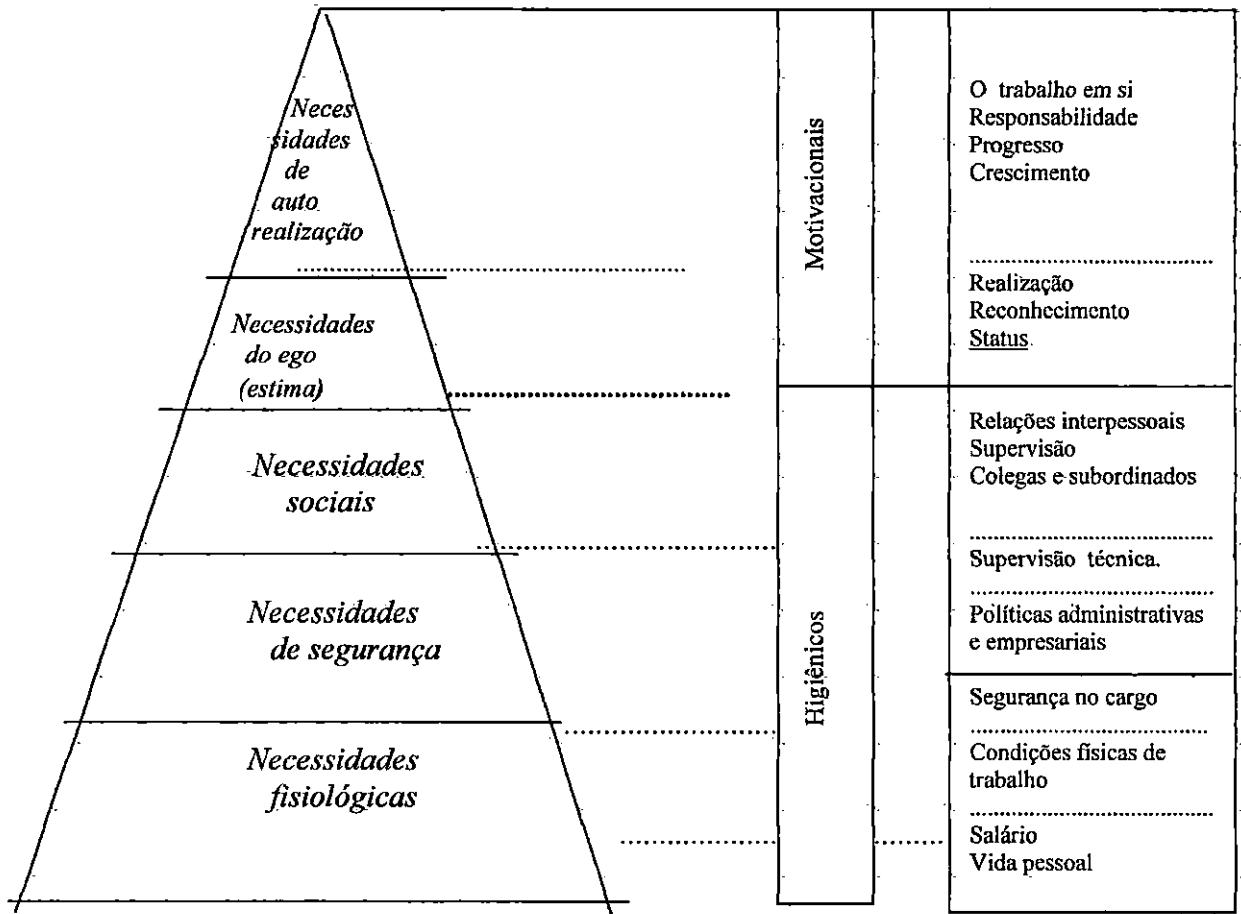 Neces
sidades
de
auto
realização
Necessidades
do ego
(estima)
Necessidades
sociais
Necessidades
de segurança
Necessidades
fisiológicas
Motivacionais
Higiênicos
O trabalho em si
Responsabilidade
Progresso
Crescimento
Realização
Reconhecimento
Status
Relações interpessoais
Supervisão
Colegas e subordinados
Supervisão técnica.
Políticas administrativas
e empresariais
Segurança no cargo
Condições físicas de
trabalho
Salário
Vida pessoal